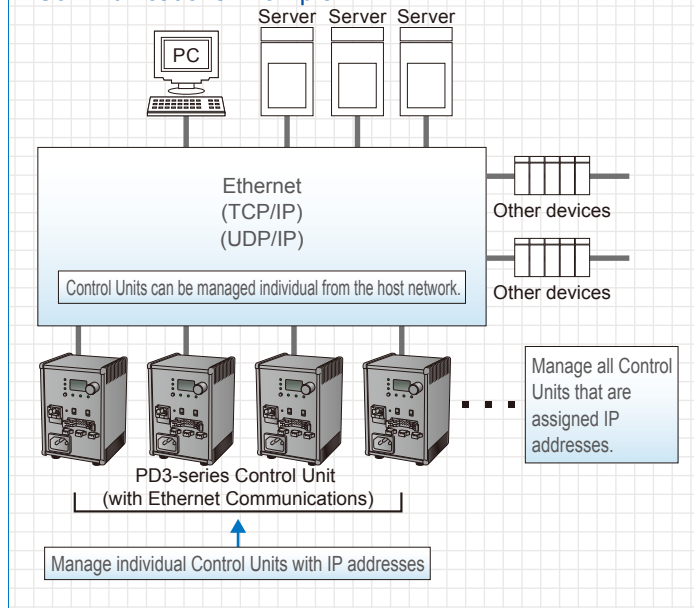 Server Server Server
PC
Ethernet
(TCP/IP)
(UDP/IP)
Control Units can be managed individual from the host network.
Other devices
Other devices
Manage all Control
Units that are
assigned IP
addresses.
PD3-series Control Unit
(with Ethernet Communications)
Manage individual Control Units with IP addresses